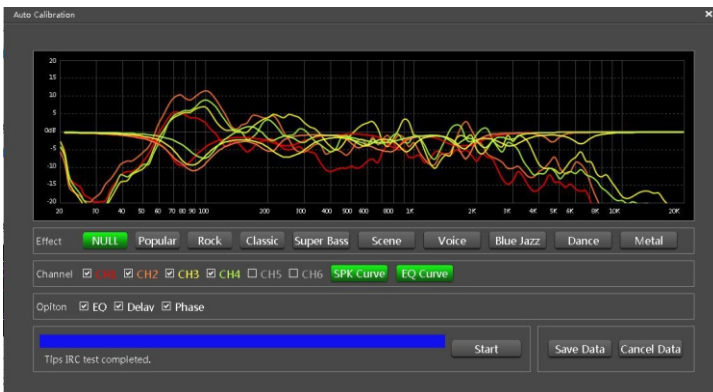 Auto Calibration ×
20
15
10
5
0dB
-5
-10
-15
-20
20 30 40 50 60 70 80 90 100 200 300 400 500 600 800 1K 2K 3K 4K 5K 6K 8K 10K 20K
Effect NULL Popular Rock Classic Super Bass Scene Voice Blue Jazz Dance Metal
Channel CH1 CH2 CH3 CH4 CH5 CH6 SPK Curve EQ Curve
Opiton EQ Delay Phase
Start Save Data Cancel Data
Tips IRC test completed.